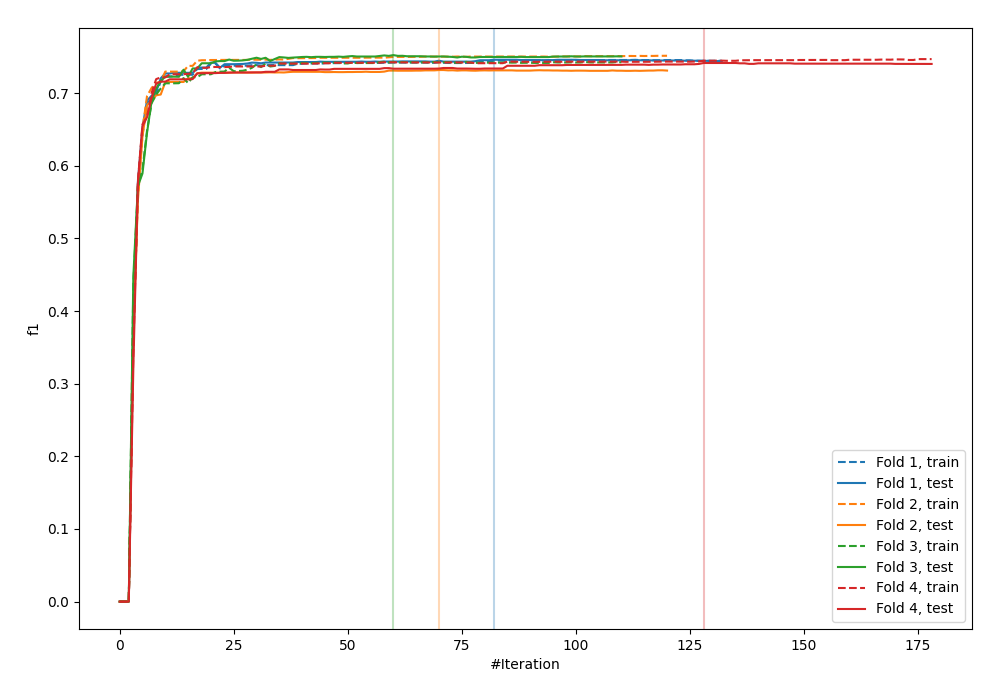 0.7
0.6
0.5
0.4
0.3
0.2
0.1
0.0
f1
0 25 50 75 100 125 150 175
#Iteration
Fold 1, train
Fold 1, test
Fold 2, train
Fold 2, test
Fold 3, train
Fold 3, test
Fold 4, train
Fold 4, test